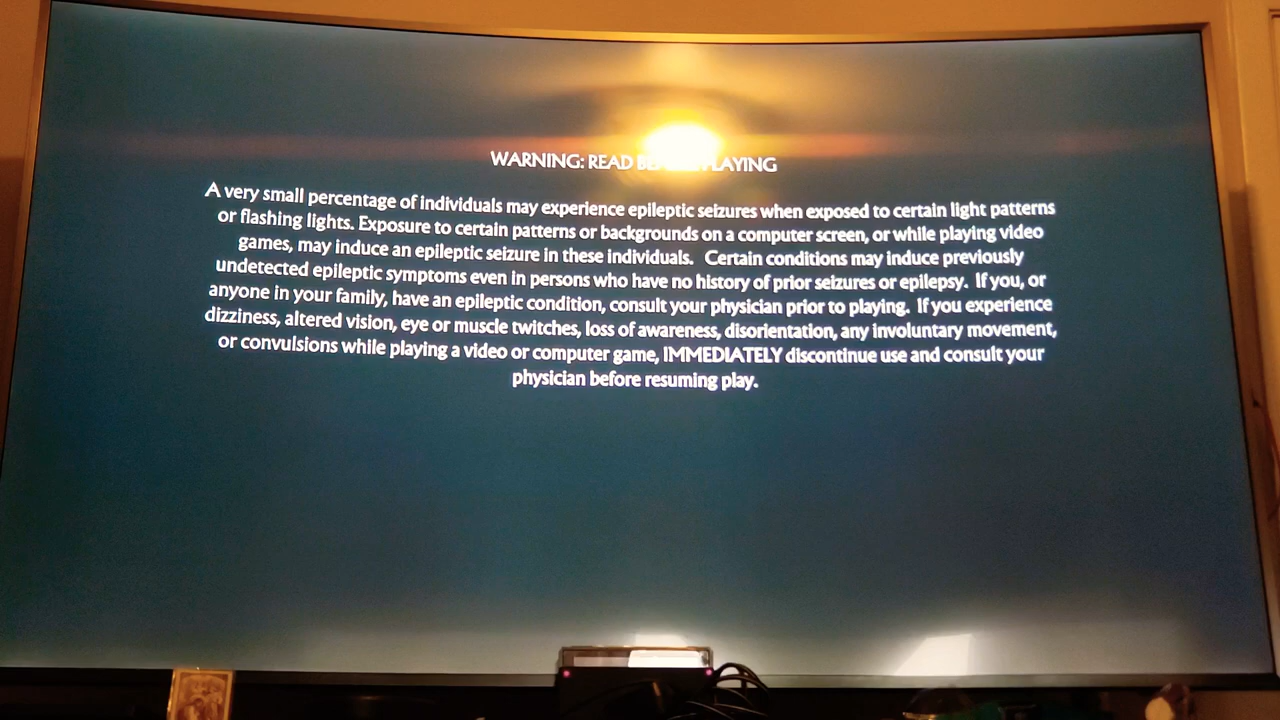 WARNING: READ PLAYING
A very small percentage of individuals may experience epileptic seizures when exposed to certain light patterns
or flashing lights. Exposure to certain patterns or backgrounds on a computer screen, or while playing video
games, may induce an epileptic seizure in these individuals. Certain conditions may induce previously
undetected epileptic symptoms even in persons who have no history of prior seizures or epilepsy. If you, or
anyone in your family, have an epileptic condition, consult your physician prior to playing. If you experience
dizziness, altered vision, eye or muscle twitches, loss of awareness, disorientation, any involuntary movement,
or convulsions while playing a video or computer game, IMMEDIATELY discontinue use and consult your
physician before resuming play.